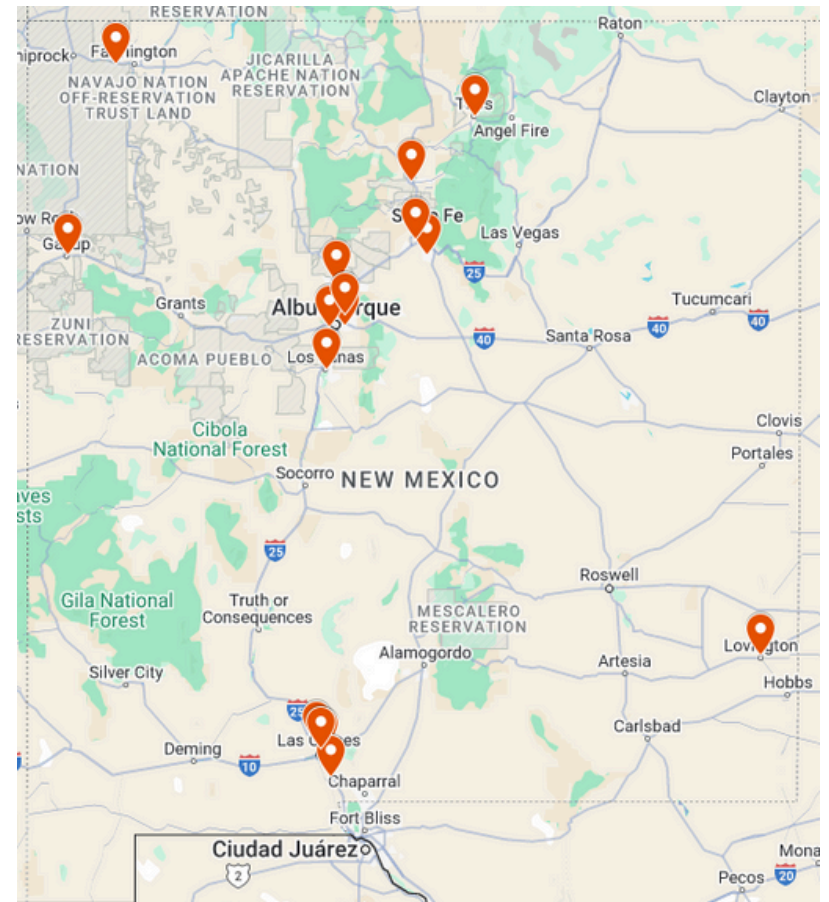 RESERVATION
Raton
JICARILLA
APACHE NATION
RESERVATION
NAVAJO NATION
OFF-RESERVATION
TRUST LAND
Clayton
Angel Fire
NATION
Las Vegas
25
Grants
Tucumcari
40
40
Santa Rosa
ZUNI
RESERVATION
ACOMA PUEBLO
Cibola
National Forest
Clovis
Portales
Socorro
NEW MEXICO
25
Roswell
Gila National
Forest
Truth or
Consequences
MESCALERO
RESERVATION
Alamogordo
Artesia
Silver City
Hobbs
25
Carlsbad
Deming
10
Chaparral
Fort Bliss
Ciudad Juárez
2
Pecos
20